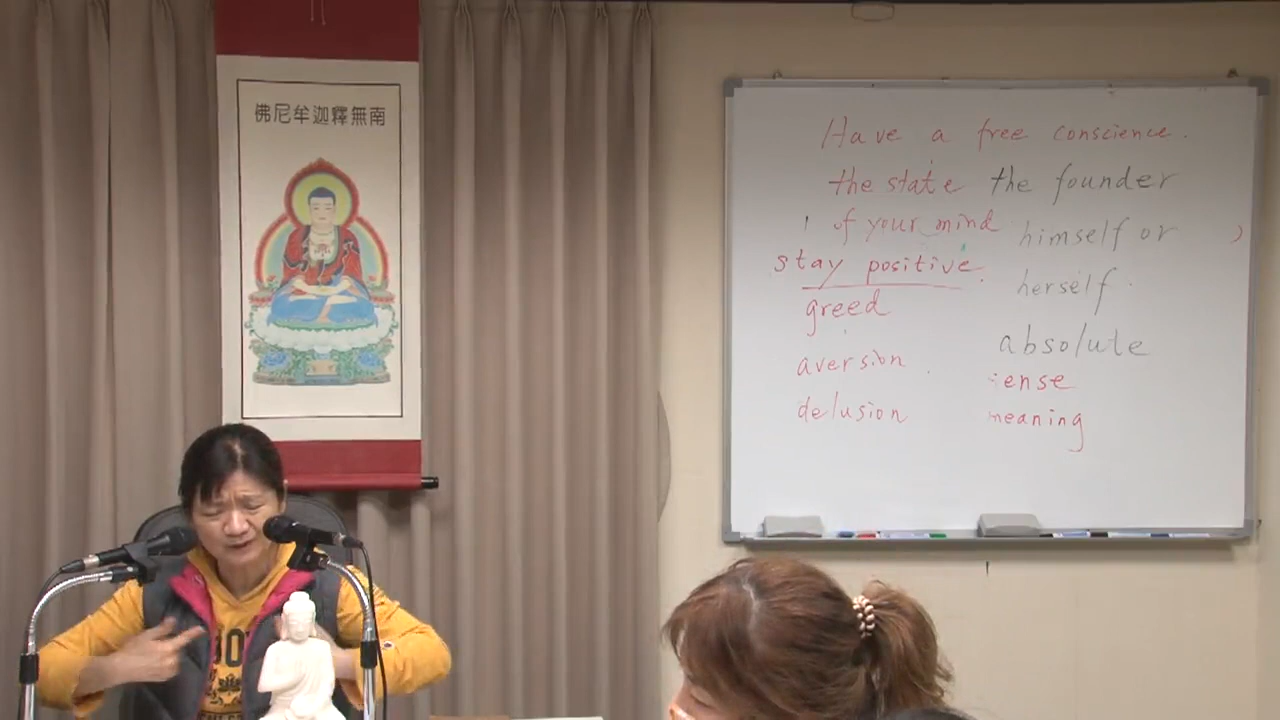 南無釋迦牟尼佛
Have a free conscience.
the state
of your mind
stay positive.
greed
aversion
delusion
the founder
himself or
herself.
absolute
meaning